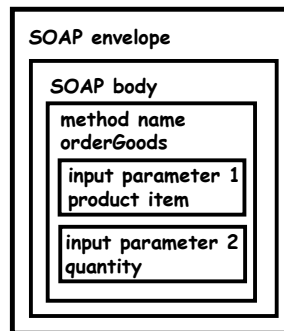 SOAP envelope
SOAP body
method name
orderGoods
input parameter 1
product item
input parameter 2
quantity